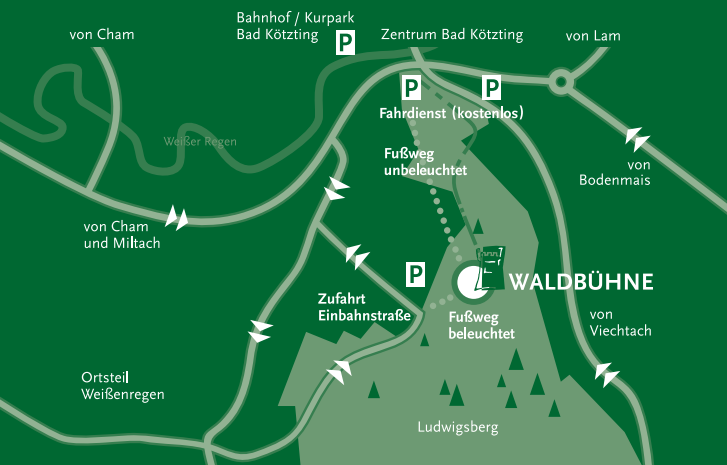 Bahnhof / Kurpark
Bad Kötzting
P
Zentrum Bad Kötzting
von Cham
von Lam
P
P
Fahrdienst (kostenlos)
Weißer Regen
Fußweg
unbeleuchtet
von
Bodenmais
von Cham
und Miltach
P
WALDBÜHNE
Zufahrt
Einbahnstraße
Fußweg
beleuchtet
von
Viechtach
Ortsteil
Weißenregen
Ludwigsberg